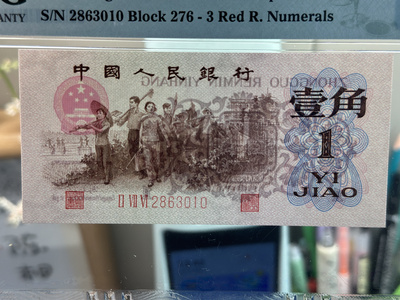 S/N 2863010 Block 276 - 3 Red R. Numerals
中國人民銀行
ZHONGGUO RENMIN YINHANG
壹角
1
YI
JIAO
II VII VI 2863010